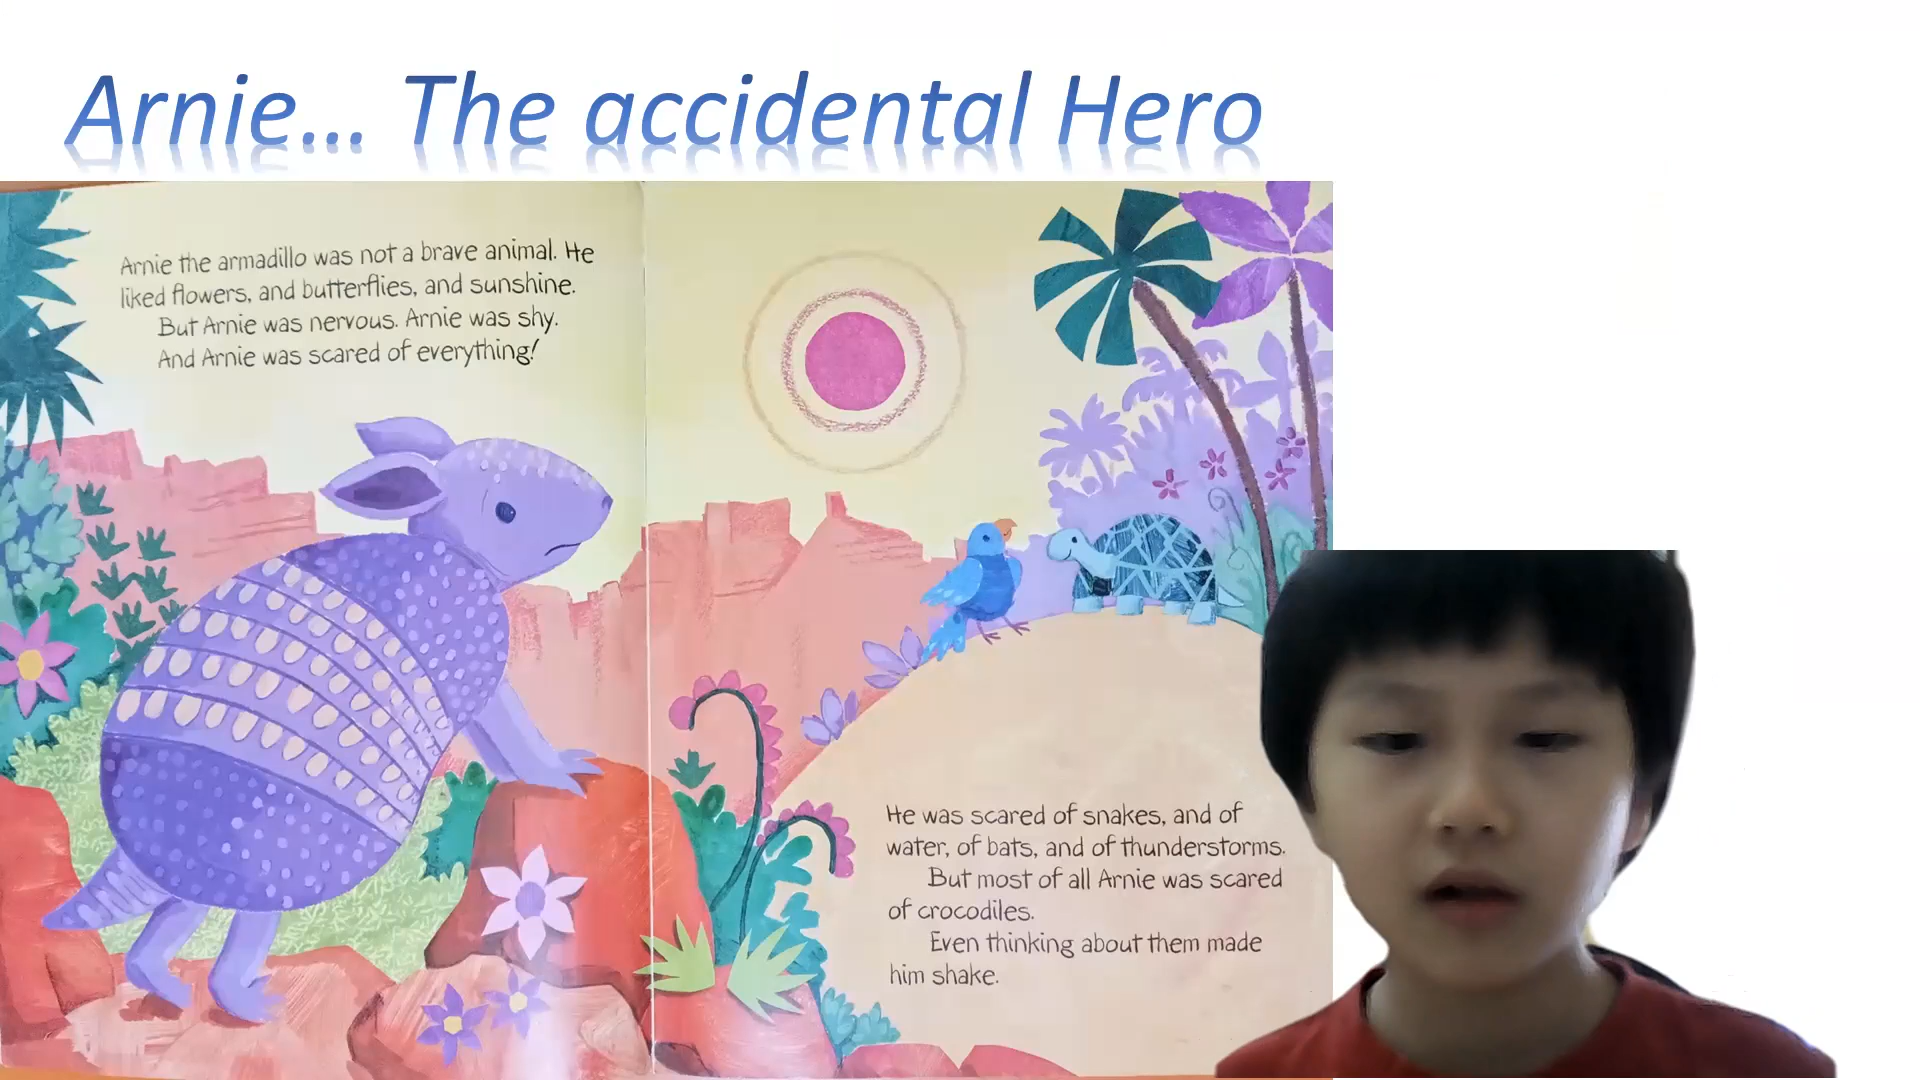 Arnie... The accidental Hero
Arnie the armadillo was not a brave animal. He
liked flowers, and butterflies, and sunshine.
But Arnie was nervous. Arnie was shy.
And Arnie was scared of everything!
He was scared of snakes, and of
water, of bats, and of thunderstorms.
But most of all Arnie was scared
of crocodiles.
Even thinking about them made
him shake.